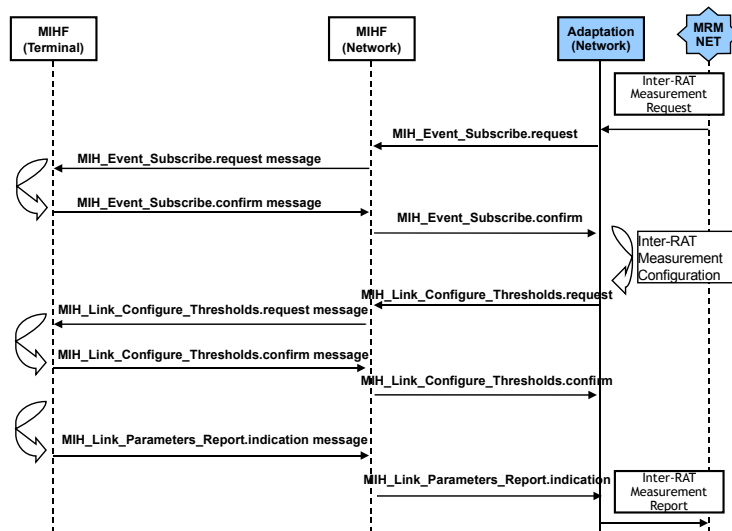 MIHF
(Terminal)
MIHF
(Network)
Adaptation
(Network)
MRM
NET
Inter-RAT
Measurement
Request
MIH_Event_Subscribe.request
MIH_Event_Subscribe.request message
MIH_Event_Subscribe.confirm message
MIH_Event_Subscribe.confirm
Inter-RAT
Measurement
Configuration
MIH_Link_Configure_Thresholds.request
MIH_Link_Configure_Thresholds.request message
MIH_Link_Configure_Thresholds.confirm message
MIH_Link_Configure_Thresholds.confirm
MIH_Link_Parameters_Report.indication message
MIH_Link_Parameters_Report.indication
Inter-RAT
Measurement
Report